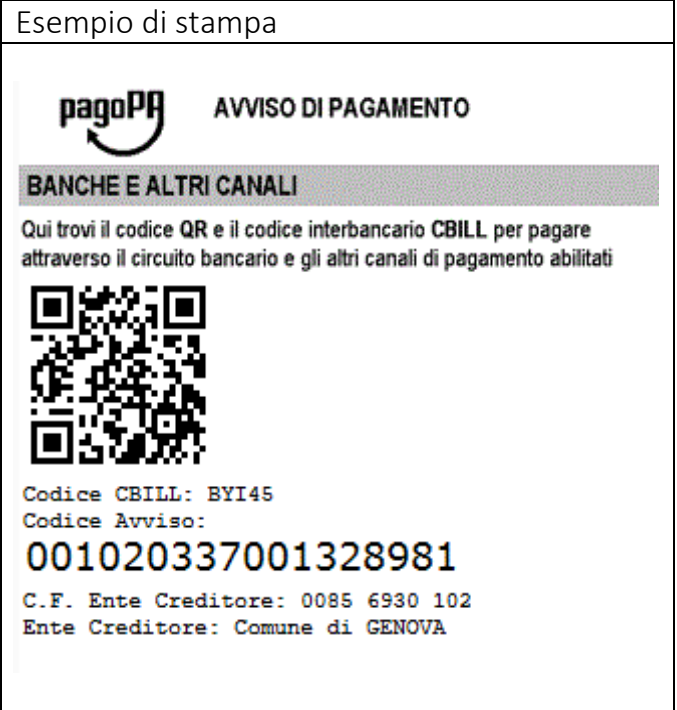 Esempio di stampa
pagoPA AVVISO DI PAGAMENTO
BANCHE E ALTRI CANALI
Qui trovi il codice QR e il codice interbancario CBILL per pagare
attraverso il circuito bancario e gli altri canali di pagamento abilitati
Codice CBILL: BYI45
Codice Avviso:
001020337001328981
C.F. Ente Creditore: 0085 6930 102
Ente Creditore: Comune di GENOVA